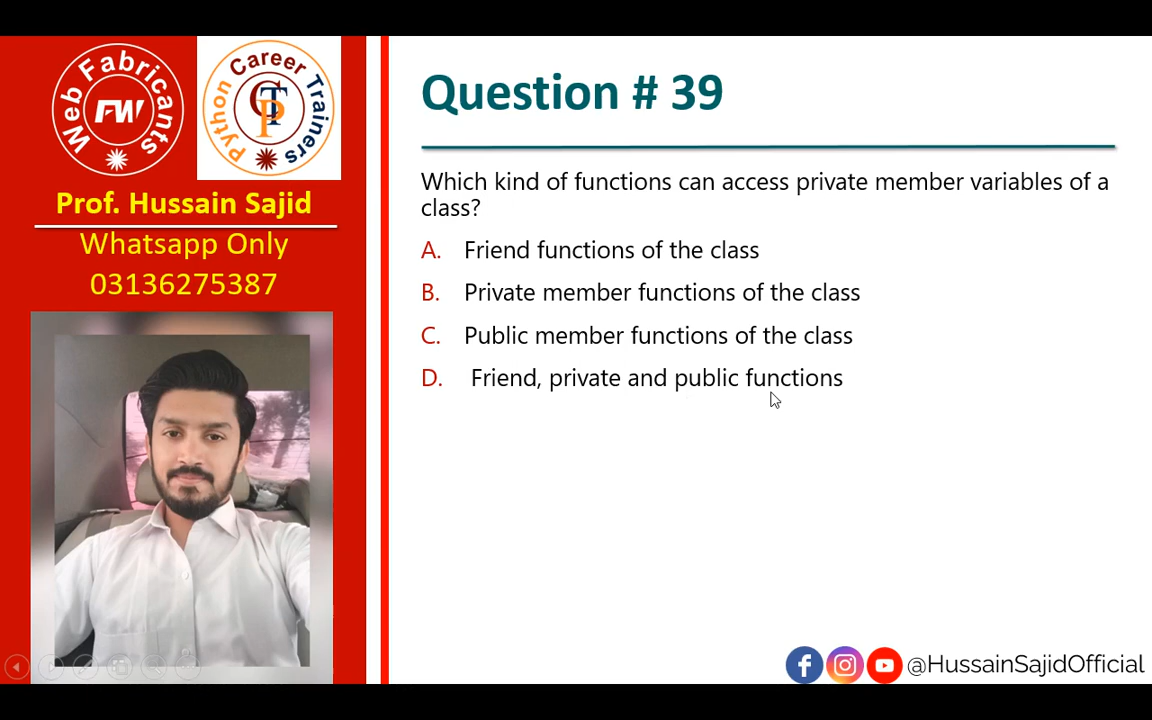 Web Fabricants
FW
Python Career Trainers
CTP
Prof. Hussain Sajid
Whatsapp Only
03136275387
Question # 39
Which kind of functions can access private member variables of a
class?
A. Friend functions of the class
B. Private member functions of the class
C. Public member functions of the class
D. Friend, private and public functions
@HussainSajidOfficial